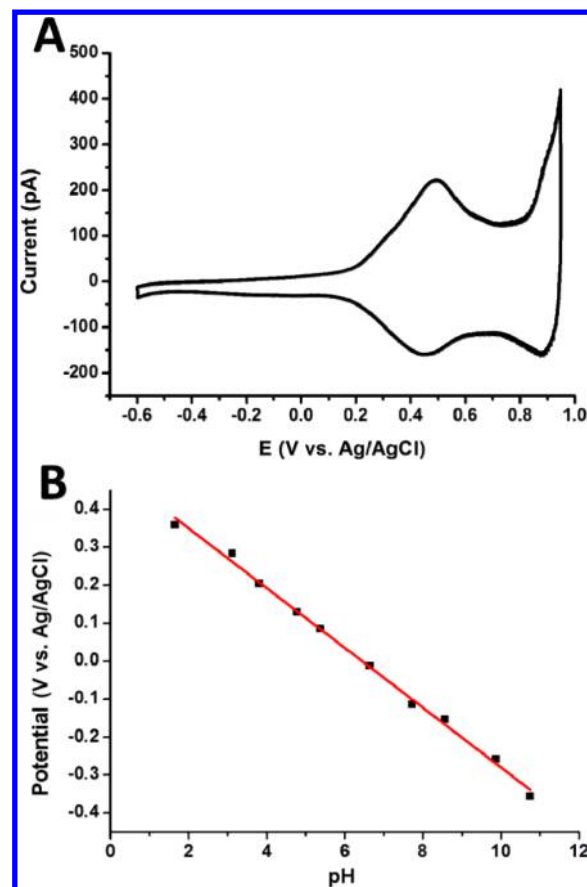 A
500
400
300
200
100
0
-100
-200
Current (pA)
-0.6 -0.4 -0.2 0.0 0.2 0.4 0.6 0.8 1.0
E (V vs. Ag/AgCl)
B
0.4
0.3
0.2
0.1
0.0
-0.1
-0.2
-0.3
-0.4
Potential (V vs. Ag/AgCl)
0 2 4 6 8 10 12
pH